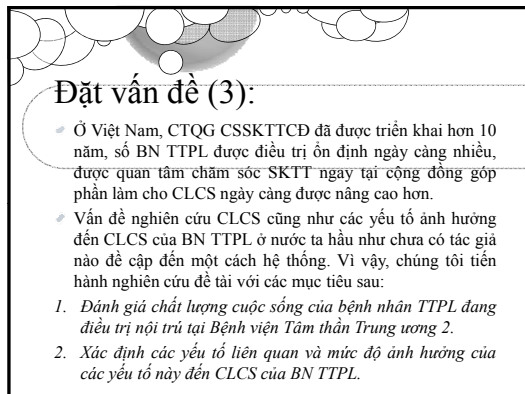 Đặt vấn đề (3):
Ở Việt Nam, CTQG CSSKTTCĐ đã được triển khai hơn 10
năm, số BN TTPL được điều trị ổn định ngày càng nhiều,
được quan tâm chăm sóc SKTT ngay tại cộng đồng góp
phần làm cho CLCS ngày càng được nâng cao hơn.
Vấn đề nghiên cứu CLCS cũng như các yếu tố ảnh hưởng
đến CLCS của BN TTPL ở nước ta hầu như chưa có tác giả
nào đề cập đến một cách hệ thống. Vì vậy, chúng tôi tiến
hành nghiên cứu đề tài với các mục tiêu sau:
1. Đánh giá chất lượng cuộc sống của bệnh nhân TTPL đang
điều trị nội trú tại Bệnh viện Tâm thần Trung ương 2.
2. Xác định các yếu tố liên quan và mức độ ảnh hưởng của
các yếu tố này đến CLCS của BN TTPL.